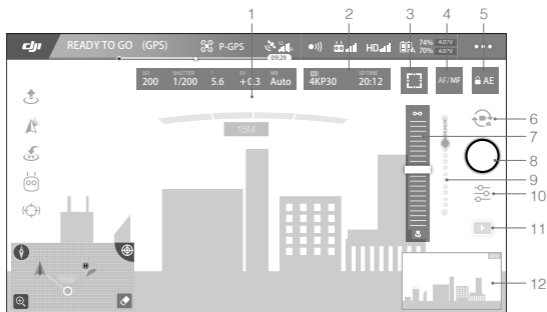 1 2 3 4 5
dji READY TO GO (GPS) P-GPS HD 74% 4.07V
70% 4.07V
09:29
ISO SHUTTER F EV WB SD TIME
200 1/200 5.6 +0.3 Auto 4KP30 20:12
AF/MF AE
15M
6
7
8
9
10
11
12